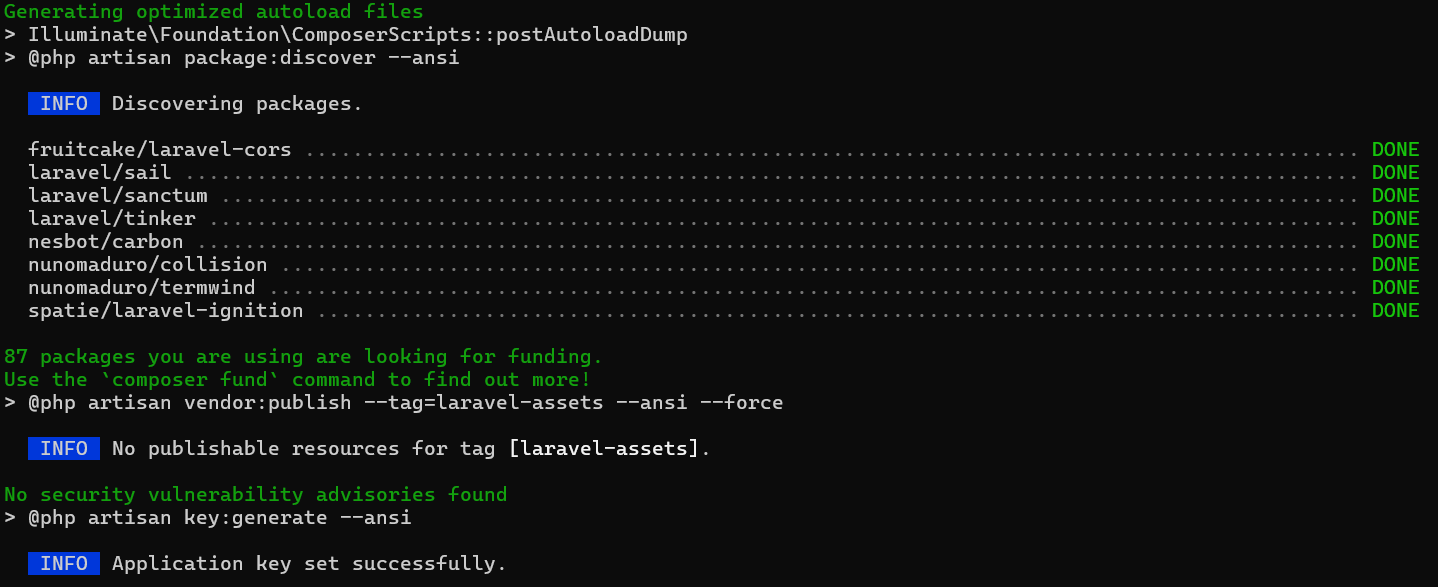 Generating optimized autoload files
> Illuminate\Foundation\ComposerScripts::postAutoloadDump
> @php artisan package:discover --ansi
INFO Discovering packages.
fruitcake/laravel-cors ........................................................................................ DONE
laravel/sail .................................................................................................. DONE
laravel/sanctum ............................................................................................... DONE
laravel/tinker ................................................................................................ DONE
nesbot/carbon ................................................................................................. DONE
nunomaduro/collision .......................................................................................... DONE
nunomaduro/termwind ........................................................................................... DONE
spatie/laravel-ignition ....................................................................................... DONE
87 packages you are using are looking for funding.
Use the `composer fund` command to find out more!
> @php artisan vendor:publish --tag=laravel-assets --ansi --force
INFO No publishable resources for tag [laravel-assets].
No security vulnerability advisories found
> @php artisan key:generate --ansi
INFO Application key set successfully.